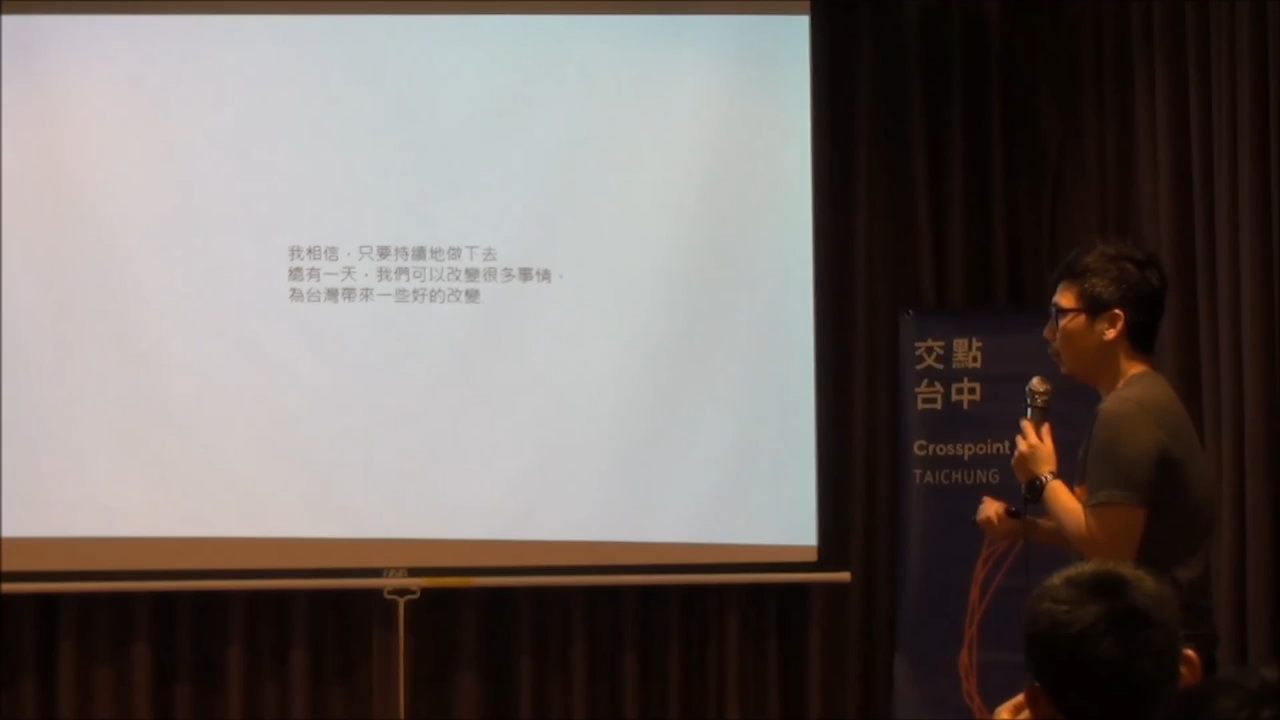 我相信，只要持續地做下去
總有一天，我們可以改變很多事情，
為台灣帶來一些好的改變
交點
台中
Crosspoint
TAICHUNG